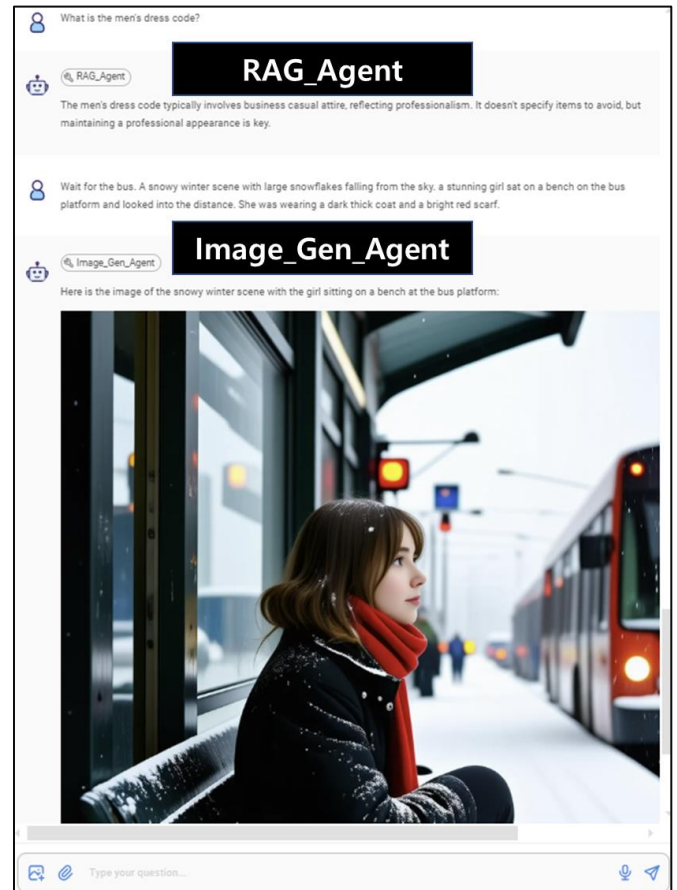 What is the men's dress code?
RAG_Agent
RAG_Agent
The men's dress code typically involves business casual attire, reflecting professionalism. It doesn't specify items to avoid, but
maintaining a professional appearance is key.
Wait for the bus. A snowy winter scene with large snowflakes falling from the sky. a stunning girl sat on a bench on the bus
platform and looked into the distance. She was wearing a dark thick coat and a bright red scarf.
Image_Gen_Agent
Image_Gen_Agent
Here is the image of the snowy winter scene with the girl sitting on a bench at the bus platform:
Type your question...